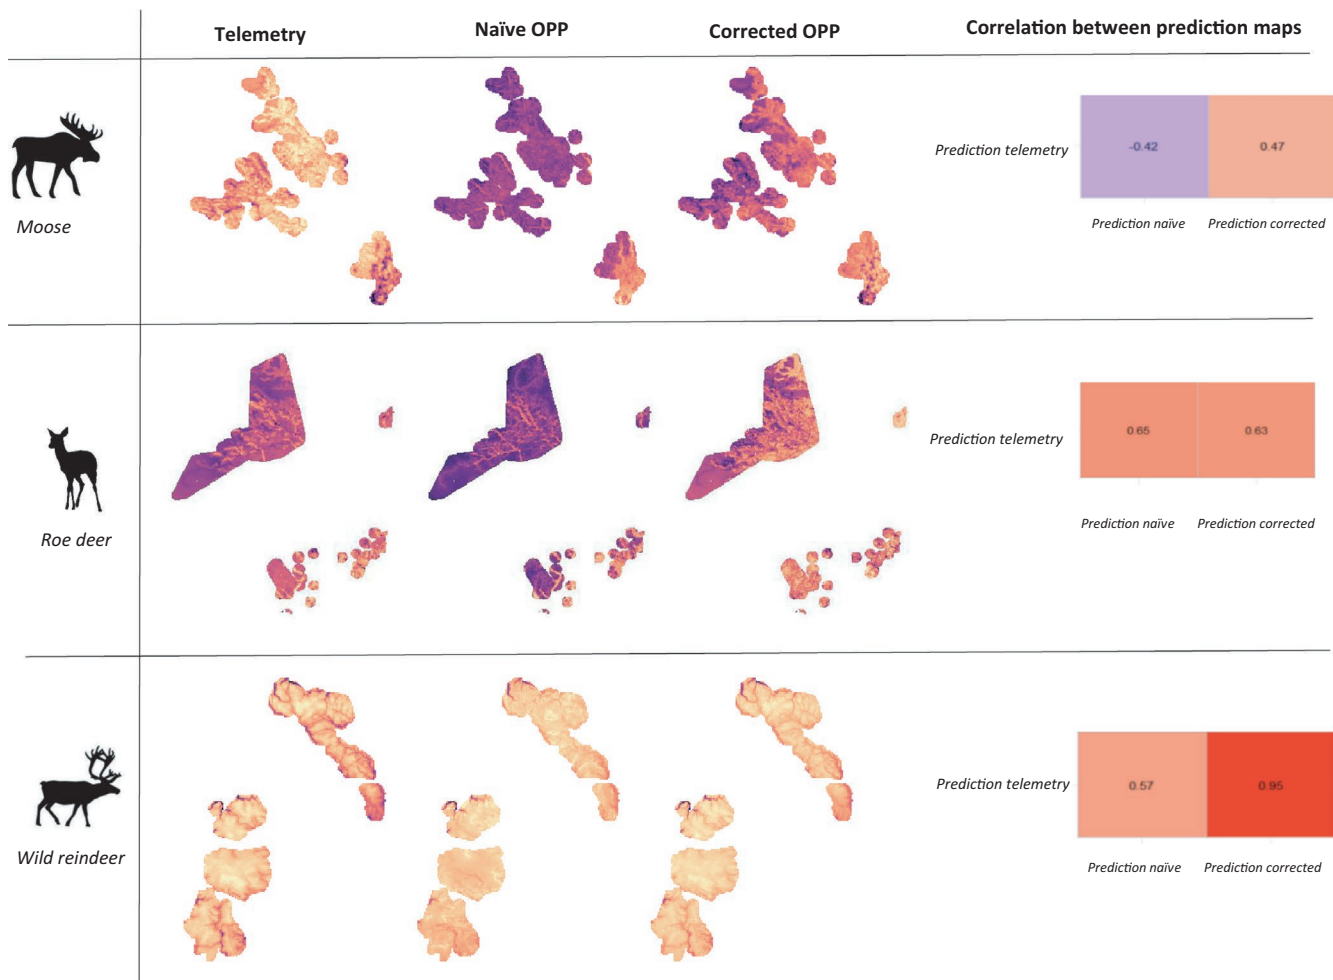 Telemetry
Naïve OPP
Corrected OPP
Correlation between prediction maps
Moose
Prediction telemetry
-0.42
0.47
Prediction naïve
Prediction corrected
Roe deer
Prediction telemetry
0.65
0.63
Prediction naïve
Prediction corrected
Wild reindeer
Prediction telemetry
0.57
0.95
Prediction naïve
Prediction corrected